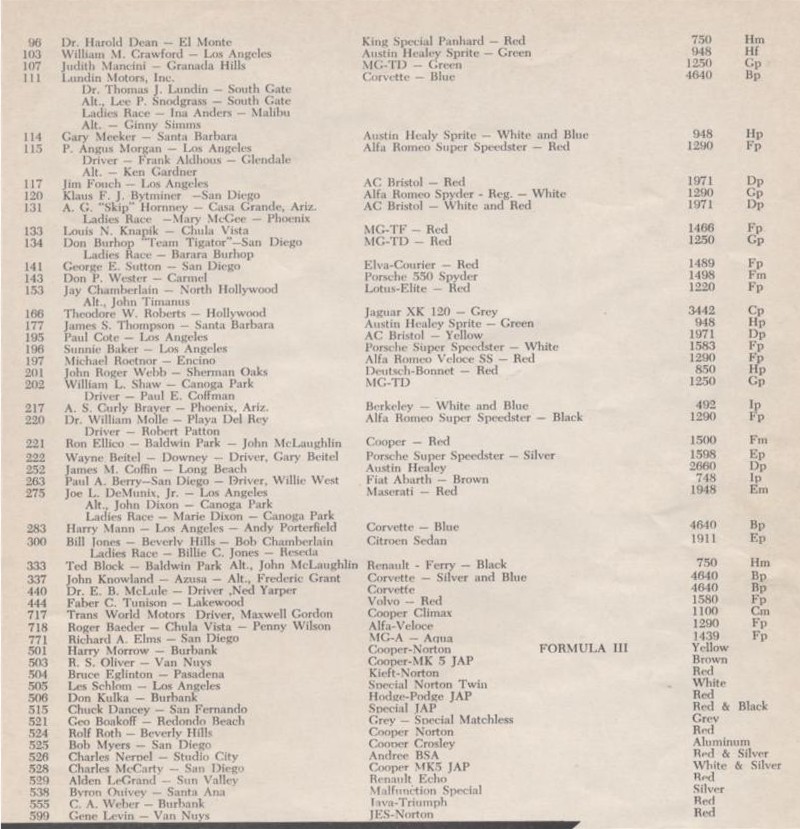 96 Dr. Harold Dean — El Monte King Special Panhard — Red 750 Hm
103 William M. Crawford — Los Angeles Austin Healey Sprite — Green 948 Hf
107 Judith Mancini — Granada Hills MG-TD — Green 1250 Gp
111 Lundin Motors, Inc. Corvette — Blue 4640 Bp
Dr. Thomas J. Lundin — South Gate
Alt., Lee P. Snodgrass — South Gate
Ladies Race — Ina Anders — Malibu
Alt. — Ginny Simms
114 Gary Meeker — Santa Barbara Austin Healy Sprite — White and Blue 948 Hp
115 P. Angus Morgan — Los Angeles Alfa Romeo Super Speedster — Red 1290 Fp
Driver — Frank Aldhous — Glendale
Alt. — Ken Gardner
117 Jim Fouch — Los Angeles AC Bristol — Red 1971 Dp
120 Klaus F. J. Bytminer —San Diego Alfa Romeo Spyder - Reg. — White 1290 Gp
131 A. G. "Skip" Hornney — Casa Grande, Ariz. AC Bristol — White and Red 1971 Dp
Ladies Race —Mary McGee — Phoenix
133 Louis N. Knapik — Chula Vista MG-TF — Red 1466 Fp
134 Don Burhop "Team Tigator"—San Diego MG-TD — Red 1250 Gp
Ladies Race — Barara Burhop
141 George E. Sutton — San Diego Elva-Courier — Red 1489 Fp
143 Don P. Wester — Carmel Porsche 550 Spyder 1498 Fm
153 Jay Chamberlain — North Hollywood Lotus-Elite — Red 1220 Fp
Alt., John Timanus
166 Theodore W. Roberts — Hollywood Jaguar XK 120 — Grey 3442 Cp
177 James S. Thompson — Santa Barbara Austin Healey Sprite — Green 948 Hp
195 Paul Cote — Los Angeles AC Bristol — Yellow 1971 Dp
196 Sunnie Baker — Los Angeles Porsche Super Speedster — White 1583 Fp
197 Michael Roetnor — Encino Alfa Romeo Veloce SS — Red 1290 Fp
201 John Roger Webb — Sherman Oaks Deutsch-Bonnet — Red 850 Hp
202 William L. Shaw — Canoga Park MG-TD 1250 Gp
Driver — Paul E. Coffman
217 A. S. Curly Brayer — Phoenix, Ariz. Berkeley — White and Blue 492 Ip
220 Dr. William Molle — Playa Del Rey Alfa Romeo Super Speedster — Black 1290 Fp
Driver — Robert Patton
221 Ron Ellico — Baldwin Park — John McLaughlin Cooper — Red 1500 Fm
222 Wayne Beitel — Downey — Driver, Gary Beitel Porsche Super Speedster — Silver 1598 Ep
252 James M. Coffin — Long Beach Austin Healey 2660 Dp
263 Paul A. Berry—San Diego — Driver, Willie West Fiat Abarth — Brown 748 Ip
275 Joe L. DeMunix, Jr. — Los Angeles Maserati — Red 1948 Em
Alt., John Dixon — Canoga Park
Ladies Race — Marie Dixon — Canoga Park
283 Harry Mann — Los Angeles — Andy Porterfield Corvette — Blue 4640 Bp
300 Bill Jones — Beverly Hills — Bob Chamberlain Citroen Sedan 1911 Ep
Ladies Race — Billie C. Jones — Reseda
333 Ted Block — Baldwin Park Alt., John McLaughlin Renault - Ferry — Black 750 Hm
337 John Knowland — Azusa — Alt., Frederic Grant Corvette — Silver and Blue 4640 Bp
440 Dr. E. B. McLule — Driver ,Ned Yarper Corvette 4640 Bp
444 Faber C. Tunison — Lakewood Volvo — Red 1580 Fp
717 Trans World Motors Driver, Maxwell Gordon Cooper Climax 1100 Cm
718 Roger Baeder — Chula Vista — Penny Wilson Alfa-Veloce 1290 Fp
771 Richard A. Elms — San Diego MG-A — Aqua 1439 Fp
501 Harry Morrow — Burbank Cooper-Norton FORMULA III Yellow
503 R. S. Oliver — Van Nuys Cooper-MK 5 JAP Brown
504 Bruce Eglinton — Pasadena Kieft-Norton Red
505 Les Schlom — Los Angeles Special Norton Twin White
506 Don Kulka — Burbank Hodge-Podge JAP Red
515 Chuck Dancey — San Fernando Special JAP Red & Black
521 Geo Boakoff — Redondo Beach Grey — Special Matchless Grey
524 Rolf Roth — Beverly Hills Cooper Norton Red
525 Bob Myers — San Diego Cooper Crosley Aluminum
526 Charles Nernel — Studio City Andree BSA Red & Silver
528 Charles McCarty — San Diego Cooper MK5 JAP White & Silver
529 Alden LeGrand — Sun Valley Renault Echo Red
538 Byron Quivey — Santa Ana Malfunction Special Silver
555 C. A. Weber — Burbank Java-Triumph Red
599 Gene Levin — Van Nuys JES-Norton Red